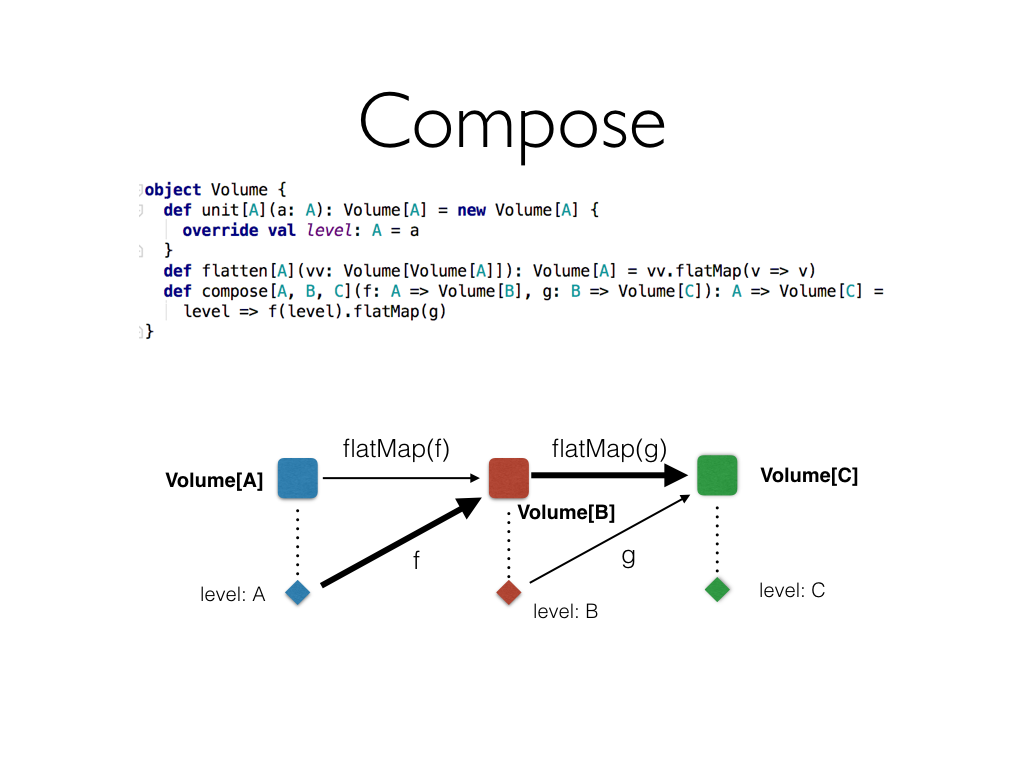 Compose
object Volume {
def unit[A](a: A): Volume[A] = new Volume[A] {
override val level: A = a
}
def flatten[A](vv: Volume[Volume[A]]): Volume[A] = vv.flatMap(v => v)
def compose[A, B, C](f: A => Volume[B], g: B => Volume[C]): A => Volume[C] =
level => f(level).flatMap(g)
}
flatMap(f)
flatMap(g)
Volume[A]
Volume[C]
Volume[B]
f
g
level: A
level: C
level: B